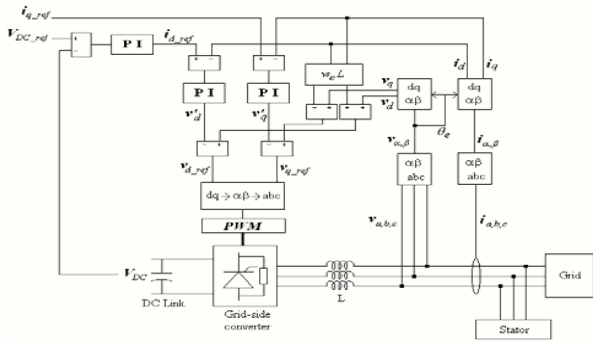 i_q_ref
V_DC_ref
PI
i_d_ref
i_d
i_q
w_e L
v_q
v_d
dq
αβ
dq
αβ
PI
PI
v'_d
v'_q
θ_e
v_α,β
i_α,β
v_d_ref
v_q_ref
αβ
abc
αβ
abc
dq→αβ→abc
PWM
v_a,b,c
i_a,b,c
V_DC
DC Link
L
Grid
Grid-side
converter
Stator